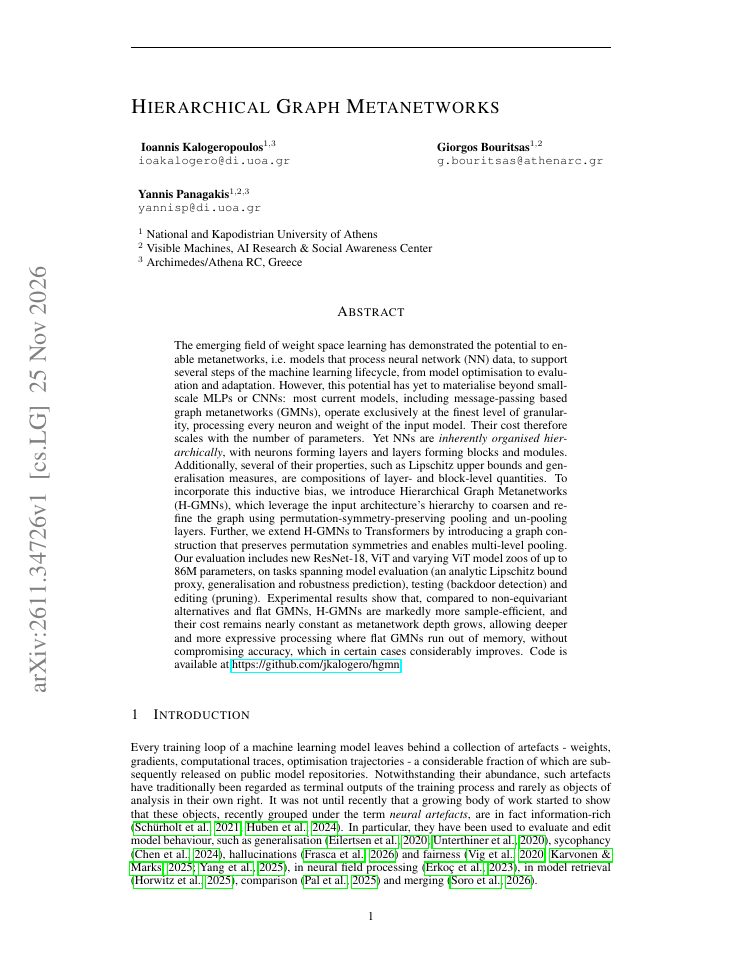 HIERARCHICAL GRAPH METANETWORKS
Ioannis Kalogeropoulos1,3
ioakalogero@di.uoa.gr
Giorgos Bouritsas1,2
g.bouritsas@athenarc.gr
Yannis Panagakis1,2,3
yannisp@di.uoa.gr
1 National and Kapodistrian University of Athens
2 Visible Machines, AI Research & Social Awareness Center
3 Archimedes/Athena RC, Greece
ABSTRACT
The emerging field of weight space learning has demonstrated the potential to en-
able metanetworks, i.e. models that process neural network (NN) data, to support
several steps of the machine learning lifecycle, from model optimisation to evalu-
ation and adaptation. However, this potential has yet to materialise beyond small-
scale MLPs or CNNs: most current models, including message-passing based
graph metanetworks (GMNs), operate exclusively at the finest level of granular-
ity, processing every neuron and weight of the input model. Their cost therefore
scales with the number of parameters. Yet NNs are inherently organised hier-
archically, with neurons forming layers and layers forming blocks and modules.
Additionally, several of their properties, such as Lipschitz upper bounds and gen-
eralisation measures, are compositions of layer- and block-level quantities. To
incorporate this inductive bias, we introduce Hierarchical Graph Metanetworks
(H-GMNs), which leverage the input architecture's hierarchy to coarsen and re-
fine the graph using permutation-symmetry-preserving pooling and un-pooling
layers. Further, we extend H-GMNs to Transformers by introducing a graph con-
struction that preserves permutation symmetries and enables multi-level pooling.
Our evaluation includes new ResNet-18, ViT and varying ViT model zoos of up to
86M parameters, on tasks spanning model evaluation (an analytic Lipschitz bound
proxy, generalisation and robustness prediction), testing (backdoor detection) and
editing (pruning). Experimental results show that, compared to non-equivariant
alternatives and flat GMNs, H-GMNs are markedly more sample-efficient, and
their cost remains nearly constant as metanetwork depth grows, allowing deeper
and more expressive processing where flat GMNs run out of memory, without
compromising accuracy, which in certain cases considerably improves. Code is
available at https://github.com/jkalogero/hgmn
1 INTRODUCTION
Every training loop of a machine learning model leaves behind a collection of artefacts - weights,
gradients, computational traces, optimisation trajectories - a considerable fraction of which are sub-
sequently released on public model repositories. Notwithstanding their abundance, such artefacts
have traditionally been regarded as terminal outputs of the training process and rarely as objects of
analysis in their own right. It was not until recently that a growing body of work started to show
that these objects, recently grouped under the term neural artefacts, are in fact information-rich
(Schürholt et al., 2021; Huben et al., 2024). In particular, they have been used to evaluate and edit
model behaviour, such as generalisation (Eilertsen et al., 2020; Unterthiner et al., 2020), sycophancy
(Chen et al., 2024), hallucinations (Frasca et al., 2026) and fairness (Vig et al., 2020; Karvonen &
Marks, 2025; Yang et al., 2025), in neural field processing (Erkoç et al., 2023), in model retrieval
(Horwitz et al., 2025), comparison (Pal et al., 2025) and merging (Soro et al., 2026).
1
arXiv:2611.34726v1 [cs.LG] 25 Nov 2026